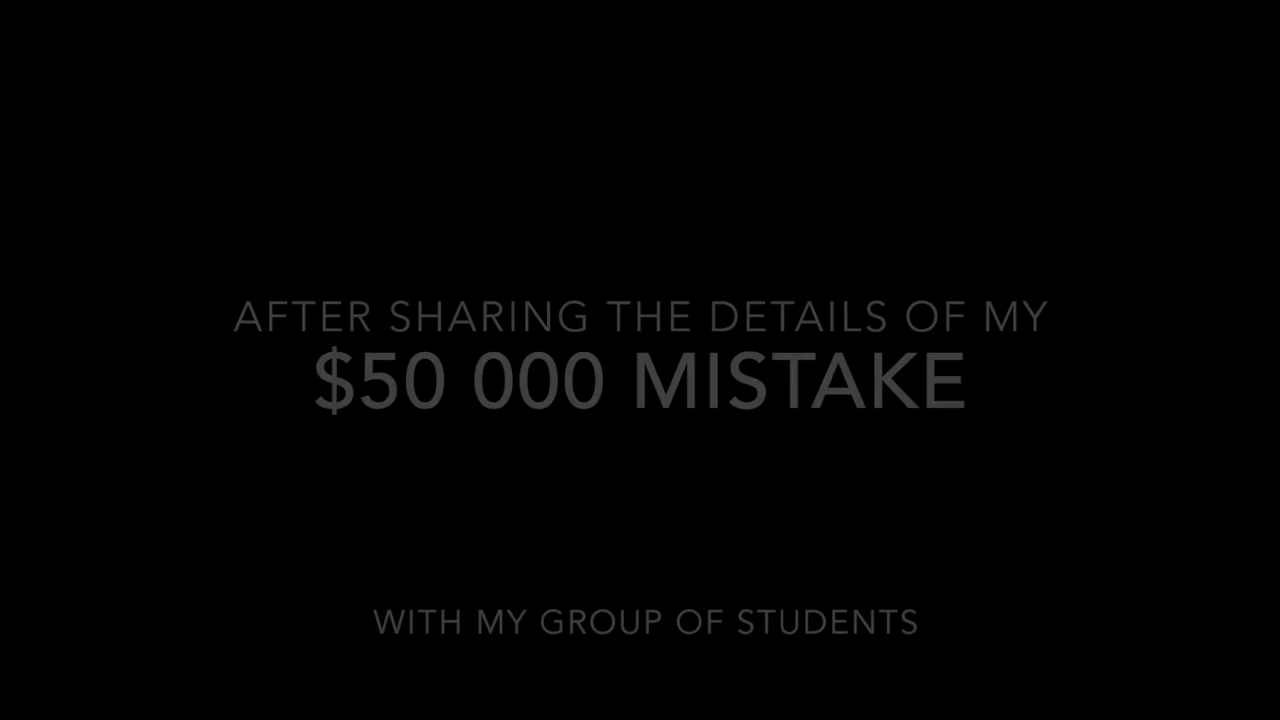 AFTER SHARING THE DETAILS OF MY
$50 000 MISTAKE
WITH MY GROUP OF STUDENTS